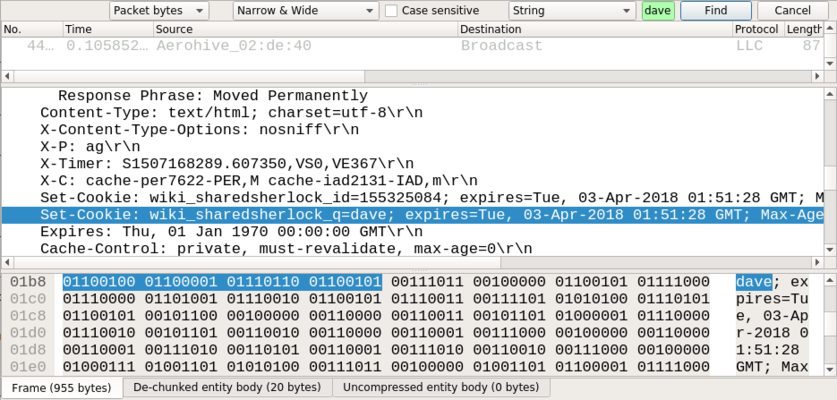 Packet bytes Narrow & Wide Case sensitive String dave Find Cancel
No. Time Source Destination Protocol Length
44… 0.105852… Aerohive_02:de:40 Broadcast LLC 87
Response Phrase: Moved Permanently
Content-Type: text/html; charset=utf-8\r\n
X-Content-Type-Options: nosniff\r\n
X-P: ag\r\n
X-Timer: S1507168289.607350,VS0,VE367\r\n
X-C: cache-per7622-PER,M cache-iad2131-IAD,m\r\n
Set-Cookie: wiki_sharedsherlock_id=155325084; expires=Tue, 03-Apr-2018 01:51:28 GMT; M
Set-Cookie: wiki_sharedsherlock_q=dave; expires=Tue, 03-Apr-2018 01:51:28 GMT; Max-Age
Expires: Thu, 01 Jan 1970 00:00:00 GMT\r\n
Cache-Control: private, must-revalidate, max-age=0\r\n
01b8 01100100 01100001 01110110 01100101 00111011 00100000 01100101 01111000 dave; ex
01c0 01110000 01101001 01110010 01100101 01110011 00111101 01010100 01110101 pires=Tu
01c8 01100101 00101100 00100000 00110000 00110011 00101101 01000001 01110000 e, 03-Ap
01d0 01110010 00101101 00110010 00110000 00110001 00111000 00100000 00110000 r-2018 0
01d8 00110001 00111010 00110101 00110001 00111010 00110010 00111000 00100000 1:51:28
01e0 01000111 01001101 01010100 00111011 00100000 01001101 01100001 01111000 GMT; Max
Frame (955 bytes) De-chunked entity body (20 bytes) Uncompressed entity body (0 bytes)